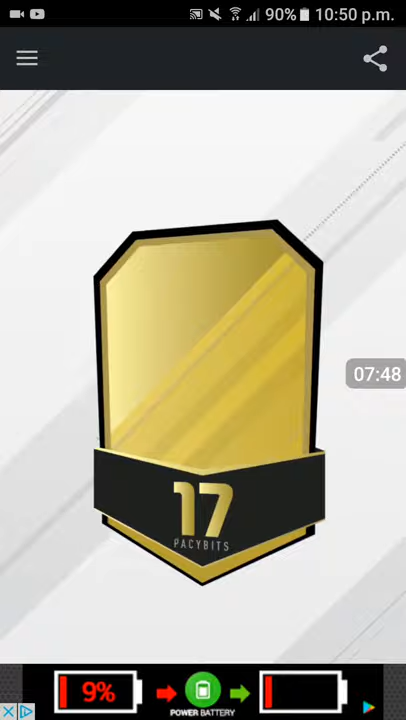 90% 10:50 p.m.
07:48
17
PACYBITS
9%
POWER BATTERY